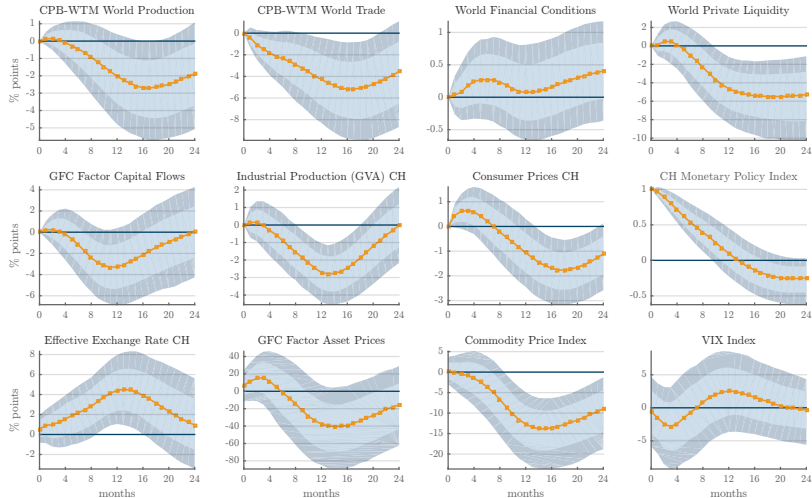 CPB-WTM World Production
CPB-WTM World Trade
World Financial Conditions
World Private Liquidity
% points
1
0
-1
-2
-3
-4
-5
0 4 8 12 16 20 24
0
-2
-4
-6
-8
0 4 8 12 16 20 24
1
0.5
0
-0.5
0 4 8 12 16 20 24
2
0
-2
-4
-6
-8
-10
0 4 8 12 16 20 24
GFC Factor Capital Flows
Industrial Production (GVA) CH
Consumer Prices CH
CH Monetary Policy Index
% points
4
2
0
-2
-4
-6
0 4 8 12 16 20 24
2
1
0
-1
-2
-3
-4
0 4 8 12 16 20 24
1
0
-1
-2
-3
0 4 8 12 16 20 24
1
0.5
0
-0.5
0 4 8 12 16 20 24
Effective Exchange Rate CH
GFC Factor Asset Prices
Commodity Price Index
VIX Index
% points
8
6
4
2
0
-2
0 4 8 12 16 20 24
months
40
20
0
-20
-40
-60
-80
0 4 8 12 16 20 24
months
5
0
-5
-10
-15
-20
0 4 8 12 16 20 24
months
5
0
-5
0 4 8 12 16 20 24
months